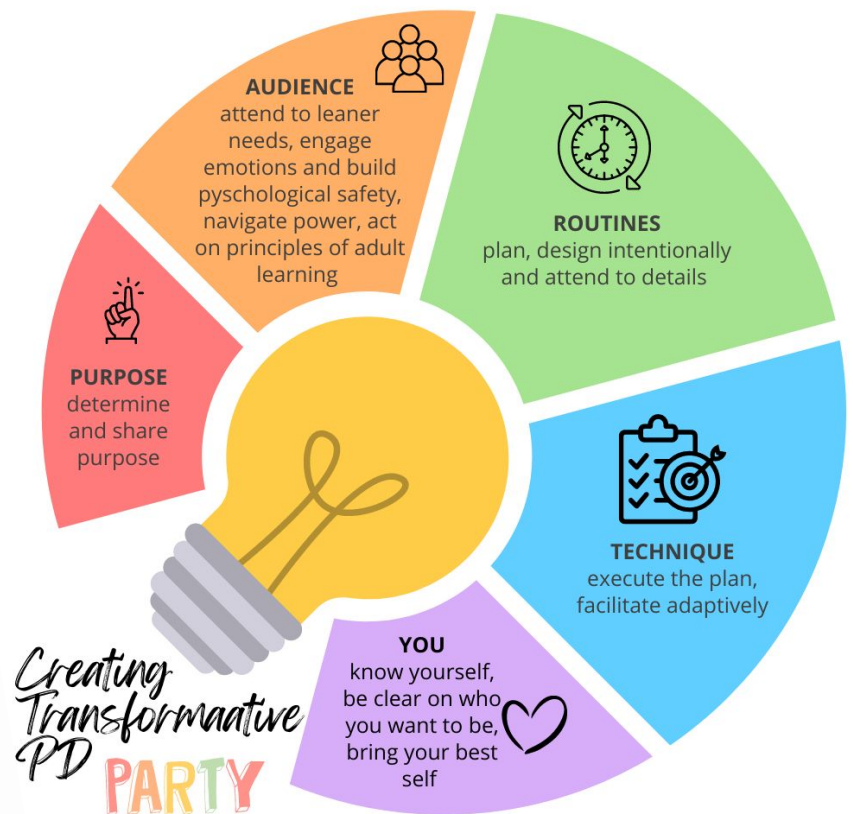 PURPOSE
determine
and share
purpose
AUDIENCE
attend to leaner
needs, engage
emotions and build
pyschological safety,
navigate power, act
on principles of adult
learning
ROUTINES
plan, design intentionally
and attend to details
TECHNIQUE
execute the plan,
facilitate adaptively
YOU
know yourself,
be clear on who
you want to be,
bring your best
self
Creating
Transformaative
PD
PARTY